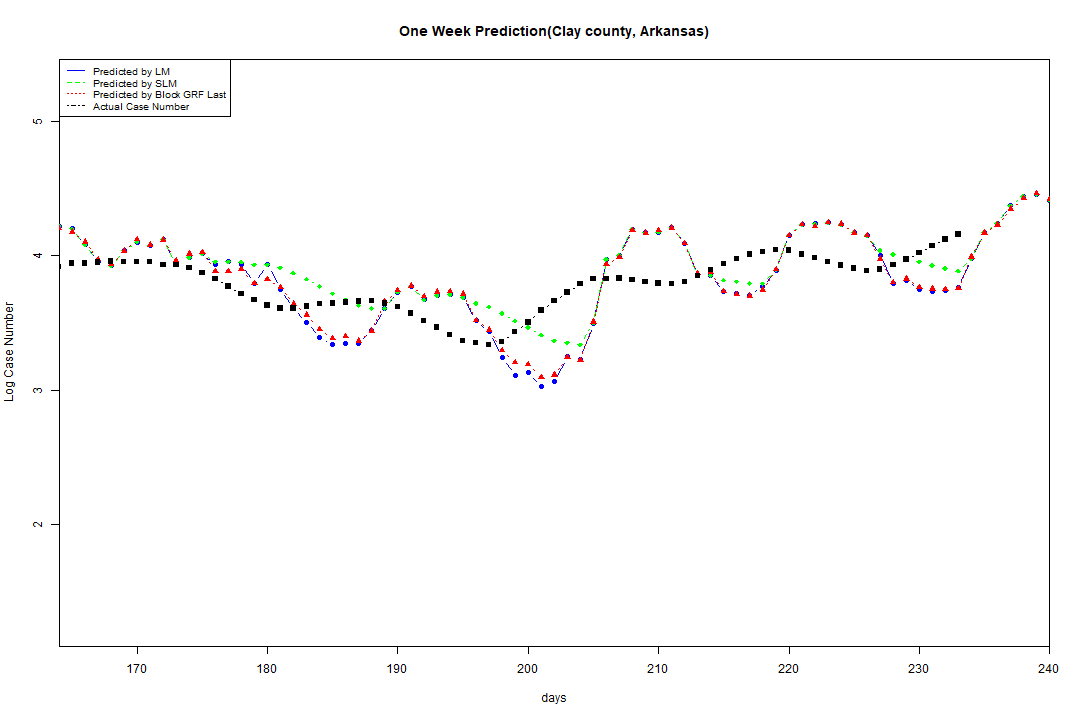 One Week Prediction(Clay county, Arkansas)
Predicted by LM
Predicted by SLM
Predicted by Block GRF Last
Actual Case Number
5
4
3
2
Log Case Number
170 180 190 200 210 220 230 240
days